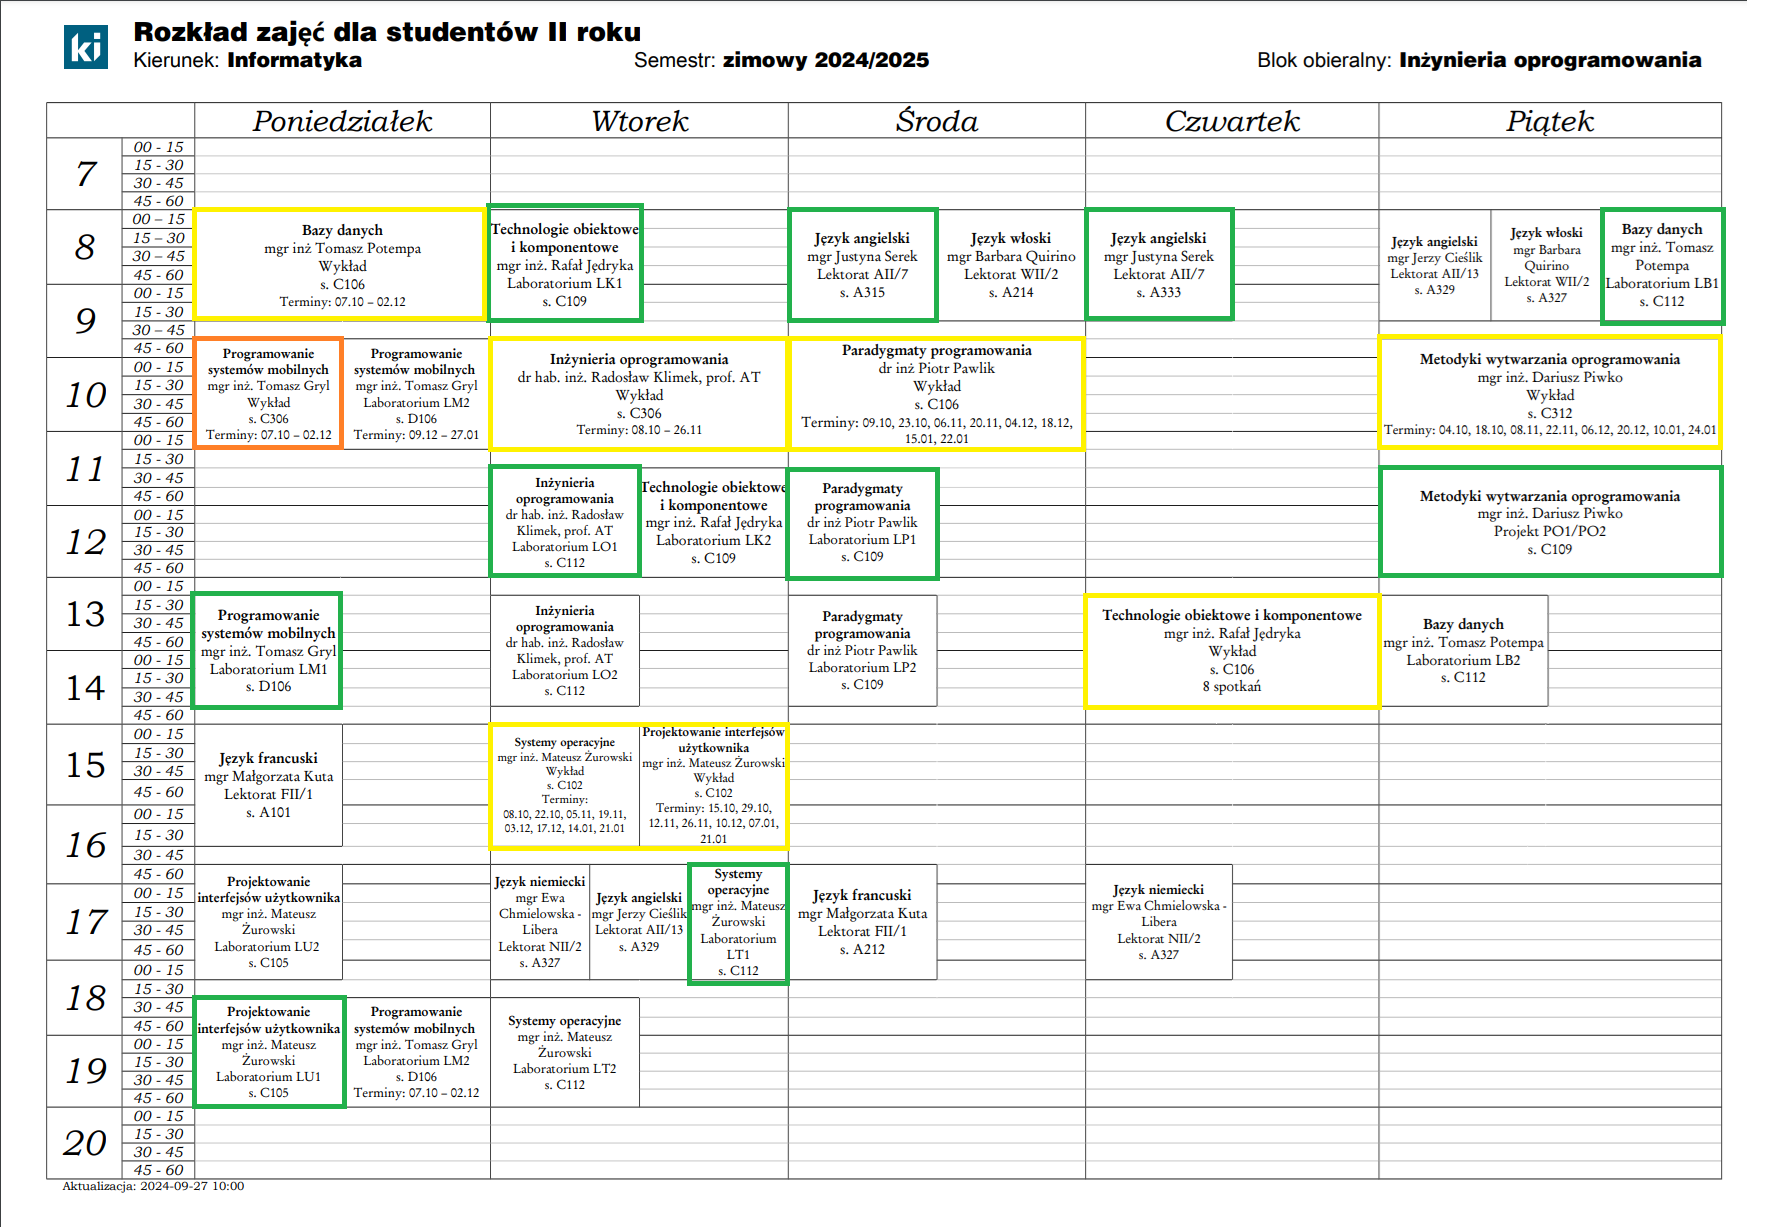 ki
Rozkład zajęć dla studentów II roku
Kierunek: Informatyka
Semestr: zimowy 2024/2025
Blok obieralny: Inżynieria oprogramowania
Poniedziałek
Wtorek
Środa
Czwartek
Piątek
7
00 - 15
15 - 30
30 - 45
45 - 60
8
00 – 15
15 – 30
30 – 45
45 - 60
9
00 - 15
15 - 30
30 – 45
45 - 60
10
00 - 15
15 - 30
30 - 45
45 - 60
11
00 - 15
15 - 30
30 - 45
45 - 60
12
00 - 15
15 - 30
30 - 45
45 - 60
13
00 - 15
15 - 30
30 - 45
45 - 60
14
00 - 15
15 - 30
30 - 45
45 - 60
15
00 - 15
15 - 30
30 - 45
45 - 60
16
00 - 15
15 - 30
30 - 45
45 - 60
17
00 - 15
15 - 30
30 - 45
45 - 60
18
00 - 15
15 - 30
30 - 45
45 - 60
19
00 - 15
15 - 30
30 - 45
45 - 60
20
00 - 15
15 - 30
30 - 45
45 - 60
Bazy danych
mgr inż Tomasz Potempa
Wykład
s. C106
Terminy: 07.10 – 02.12
Programowanie
systemów mobilnych
mgr inż. Tomasz Gryl
Wykład
s. C306
Terminy: 07.10 – 02.12
Programowanie
systemów mobilnych
mgr inż. Tomasz Gryl
Laboratorium LM2
s. D106
Terminy: 09.12 – 27.01
Programowanie
systemów mobilnych
mgr inż. Tomasz Gryl
Laboratorium LM1
s. D106
Język francuski
mgr Małgorzata Kuta
Lektorat FII/1
s. A101
Projektowanie
interfejsów użytkownika
mgr inż. Mateusz
Żurowski
Laboratorium LU2
s. C105
Projektowanie
interfejsów użytkownika
mgr inż. Mateusz
Żurowski
Laboratorium LU1
s. C105
Programowanie
systemów mobilnych
mgr inż. Tomasz Gryl
Laboratorium LM2
s. D106
Terminy: 07.10 – 02.12
Technologie obiektowe
i komponentowe
mgr inż. Rafał Jędryka
Laboratorium LK1
s. C109
Inżynieria oprogramowania
dr hab. inż. Radosław Klimek, prof. AT
Wykład
s. C306
Terminy: 08.10 – 26.11
Inżynieria
oprogramowania
dr hab. inż. Radosław
Klimek, prof. AT
Laboratorium LO1
s. C112
Technologie obiektowe
i komponentowe
mgr inż. Rafał Jędryka
Laboratorium LK2
s. C109
Inżynieria
oprogramowania
dr hab. inż. Radosław
Klimek, prof. AT
Laboratorium LO2
s. C112
Systemy operacyjne
mgr inż. Mateusz Żurowski
Wykład
s. C102
Terminy:
08.10, 22.10, 05.11, 19.11,
03.12, 17.12, 14.01, 21.01
Projektowanie interfejsów
użytkownika
mgr inż. Mateusz Żurowski
Wykład
s. C102
Terminy: 15.10, 29.10,
12.11, 26.11, 10.12, 07.01,
21.01
Język niemiecki
mgr Ewa
Chmielowska -
Libera
Lektorat NII/2
s. A327
Język angielski
mgr Jerzy Cieślik
Lektorat AII/13
s. A329
Systemy
operacyjne
mgr inż. Mateusz
Żurowski
Laboratorium
LT1
s. C112
Systemy operacyjne
mgr inż. Mateusz
Żurowski
Laboratorium LT2
s. C112
Język angielski
mgr Justyna Serek
Lektorat AII/7
s. A315
Język włoski
mgr Barbara Quirino
Lektorat WII/2
s. A214
Paradygmaty programowania
dr inż Piotr Pawlik
Wykład
s. C106
Terminy: 09.10, 23.10, 06.11, 20.11, 04.12, 18.12,
15.01, 22.01
Paradygmaty
programowania
dr inż Piotr Pawlik
Laboratorium LP1
s. C109
Paradygmaty
programowania
dr inż Piotr Pawlik
Laboratorium LP2
s. C109
Język francuski
mgr Małgorzata Kuta
Lektorat FII/1
s. A212
Język angielski
mgr Justyna Serek
Lektorat AII/7
s. A333
Technologie obiektowe i komponentowe
mgr inż. Rafał Jędryka
Wykład
s. C106
8 spotkań
Język niemiecki
mgr Ewa Chmielowska -
Libera
Lektorat NII/2
s. A327
Język angielski
mgr Jerzy Cieślik
Lektorat AII/13
s. A329
Język włoski
mgr Barbara
Quirino
Lektorat WII/2
s. A327
Bazy danych
mgr inż. Tomasz
Potempa
Laboratorium LB1
s. C112
Metodyki wytwarzania oprogramowania
mgr inż. Dariusz Piwko
Wykład
s. C312
Terminy: 04.10, 18.10, 08.11, 22.11, 06.12, 20.12, 10.01, 24.01
Metodyki wytwarzania oprogramowania
mgr inż. Dariusz Piwko
Projekt PO1/PO2
s. C109
Bazy danych
mgr inż. Tomasz Potempa
Laboratorium LB2
s. C112
Aktualizacja: 2024-09-27 10:00